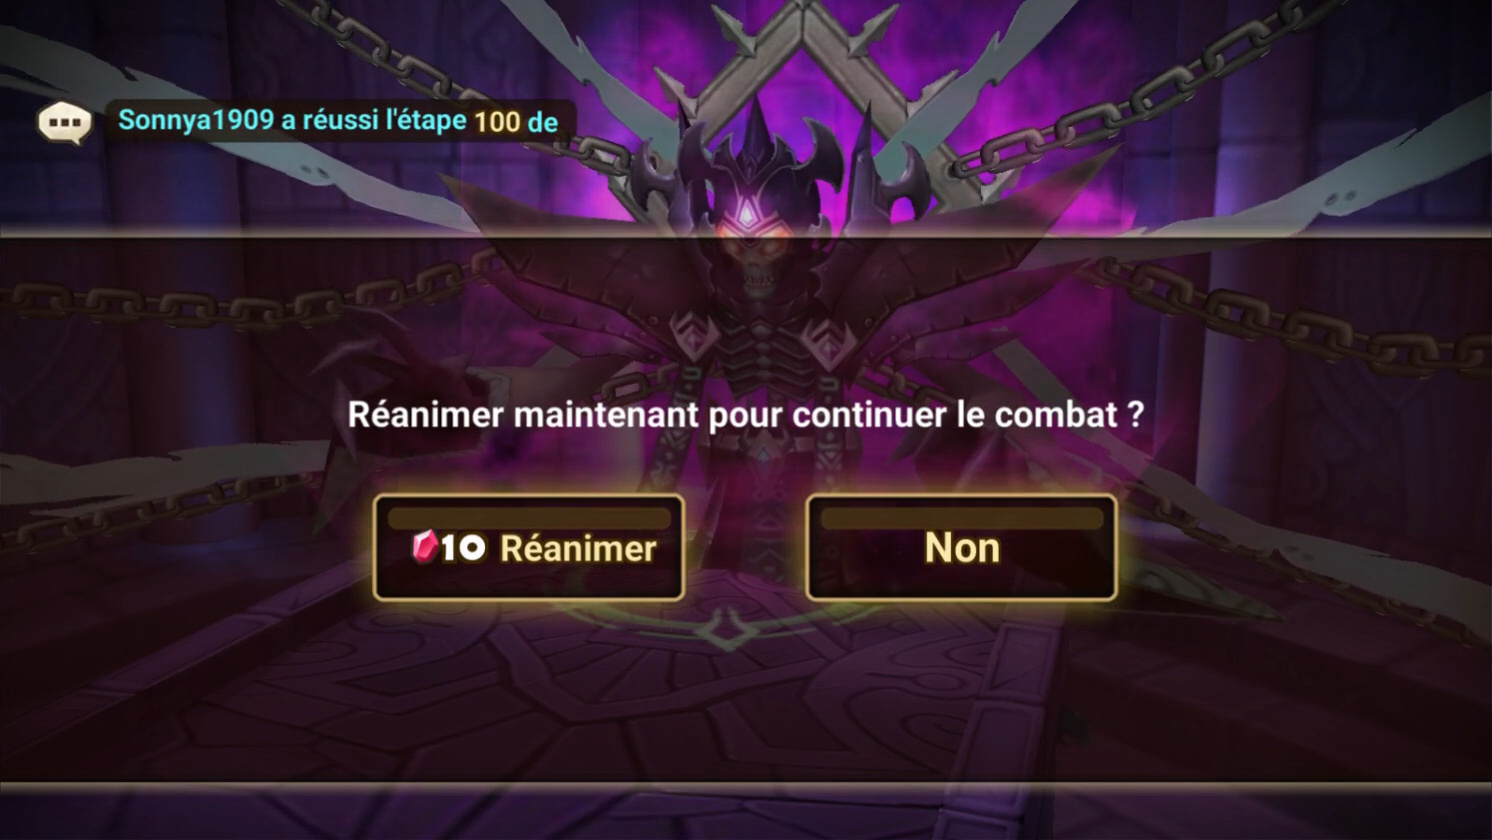 Sonnya1909 a réussi l'étape 100 de
Réanimer maintenant pour continuer le combat ?
10 Réanimer
Non